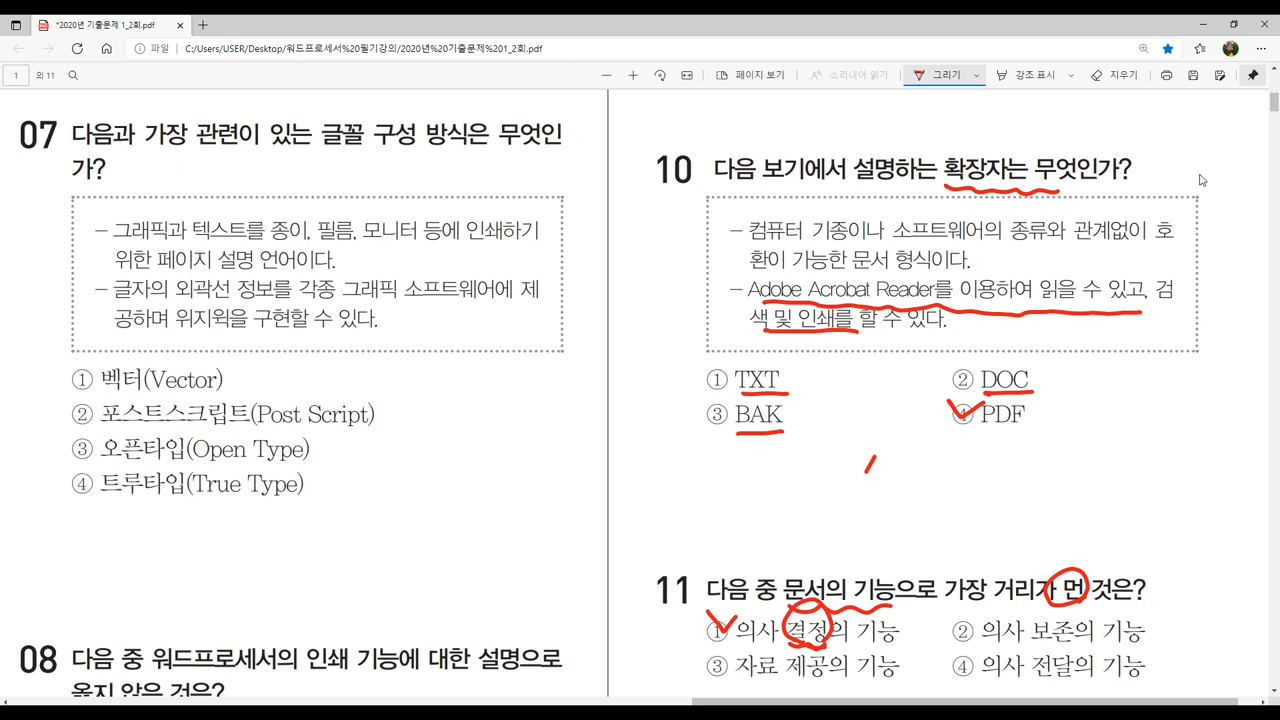 *2020년 기출문제 1_2회.pdf
파일 C:/Users/USER/Desktop/워드프로세서%20필기강의/2020년%20기출문제%201_2회.pdf
1 의 11 페이지 보기 소리내어 읽기 그리기 강조 표시 지우기
07 다음과 가장 관련이 있는 글꼴 구성 방식은 무엇인
가?
– 그래픽과 텍스트를 종이, 필름, 모니터 등에 인쇄하기
위한 페이지 설명 언어이다.
– 글자의 외곽선 정보를 각종 그래픽 소프트웨어에 제
공하며 위지윅을 구현할 수 있다.
① 벡터(Vector)
② 포스트스크립트(Post Script)
③ 오픈타입(Open Type)
④ 트루타입(True Type)
08 다음 중 워드프로세서의 인쇄 기능에 대한 설명으로
옳지 않은 것은?
10 다음 보기에서 설명하는 확장자는 무엇인가?
– 컴퓨터 기종이나 소프트웨어의 종류와 관계없이 호
환이 가능한 문서 형식이다.
– Adobe Acrobat Reader를 이용하여 읽을 수 있고, 검
색 및 인쇄를 할 수 있다.
① TXT ② DOC
③ BAK ④ PDF
11 다음 중 문서의 기능으로 가장 거리가 먼 것은?
① 의사 결정의 기능 ② 의사 보존의 기능
③ 자료 제공의 기능 ④ 의사 전달의 기능